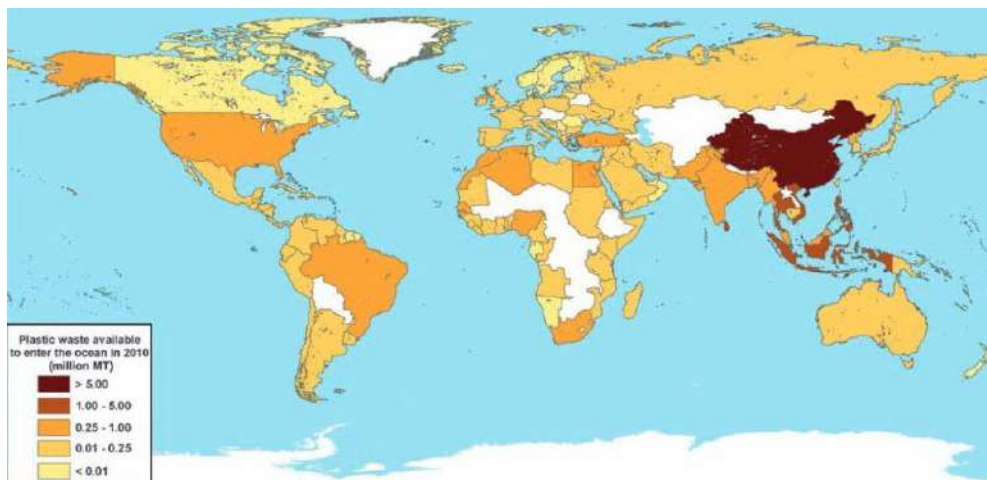 Plastic waste available
to enter the ocean in 2010
(million MT)
> 5.00
1.00 - 5.00
0.25 - 1.00
0.01 - 0.25
< 0.01